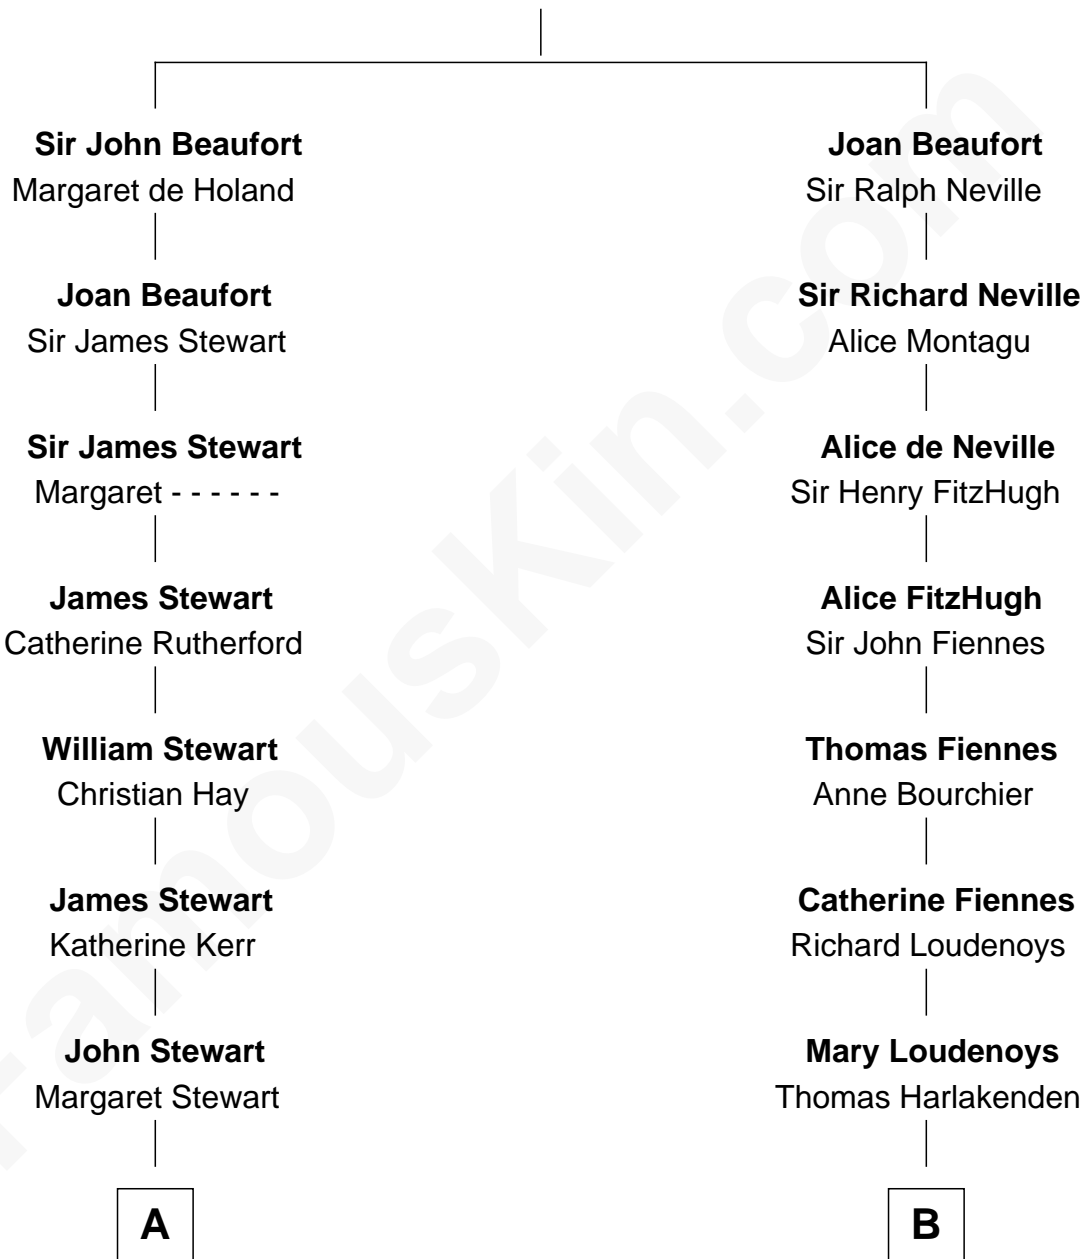 Sir John Beaufort
Margaret de Holand
Joan Beaufort
Sir James Stewart
Sir James Stewart
Margaret - - - - - -
James Stewart
Catherine Rutherford
William Stewart
Christian Hay
James Stewart
Katherine Kerr
John Stewart
Margaret Stewart
A
Joan Beaufort
Sir Ralph Neville
Sir Richard Neville
Alice Montagu
Alice de Neville
Sir Henry FitzHugh
Alice FitzHugh
Sir John Fiennes
Thomas Fiennes
Anne Bourchier
Catherine Fiennes
Richard Loudenoys
Mary Loudenoys
Thomas Harlakenden
B
FamousKin.com